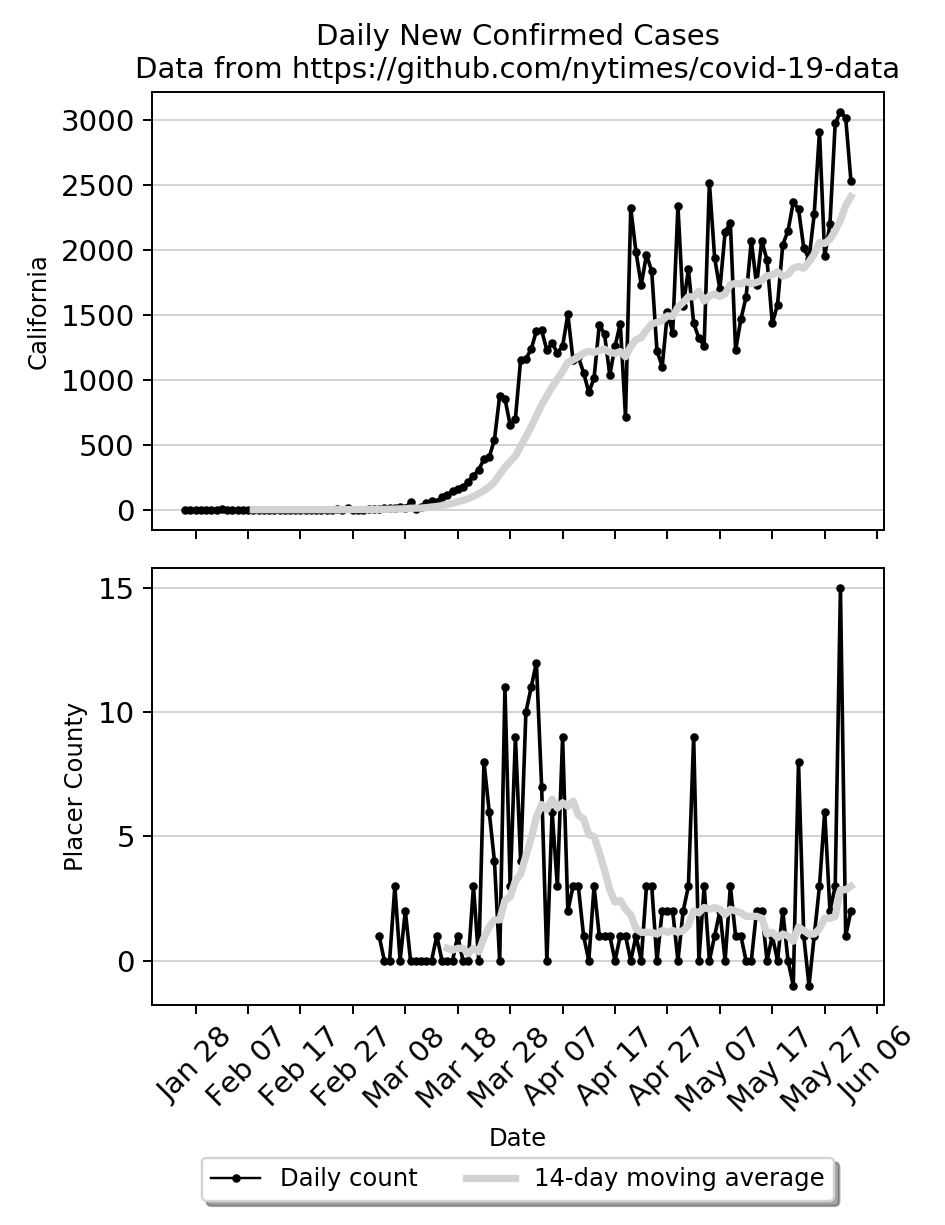 Daily New Confirmed Cases
Data from https://github.com/nytimes/covid-19-data
3000
2500
2000
1500
1000
500
0
California
15
10
5
0
Placer County
Jan 28
Feb 07
Feb 17
Feb 27
Mar 08
Mar 18
Mar 28
Apr 07
Apr 17
Apr 27
May 07
May 17
May 27
Jun 06
Date
Daily count
14-day moving average